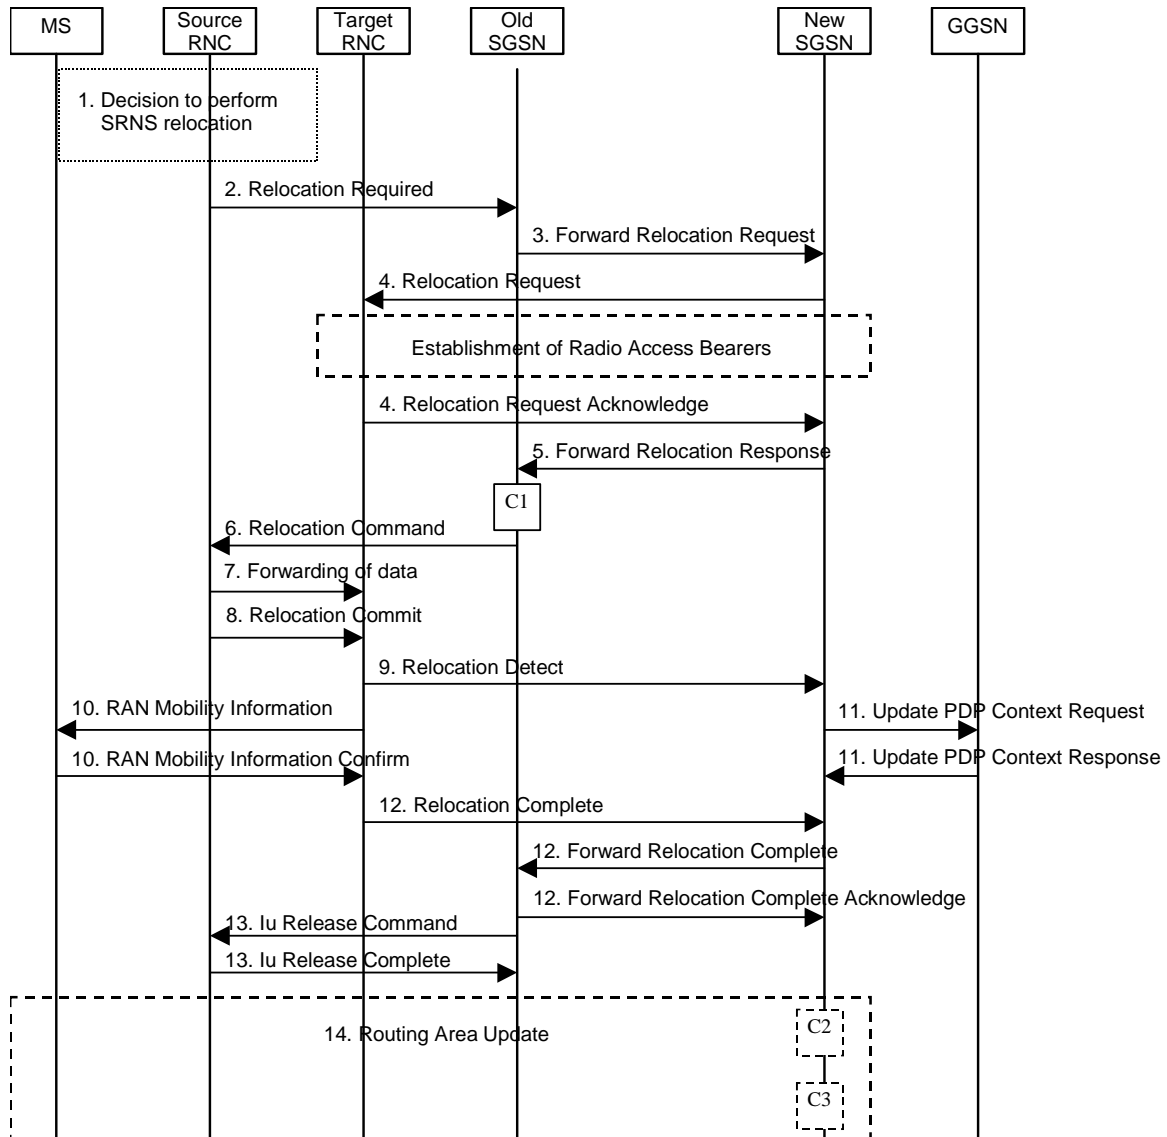 MS
Source
RNC
Target
RNC
Old
SGSN
New
SGSN
GGSN
1. Decision to perform
SRNS relocation
2. Relocation Required
3. Forward Relocation Request
4. Relocation Request
Establishment of Radio Access Bearers
4. Relocation Request Acknowledge
5. Forward Relocation Response
C1
6. Relocation Command
7. Forwarding of data
8. Relocation Commit
9. Relocation Detect
10. RAN Mobility Information
11. Update PDP Context Request
10. RAN Mobility Information Confirm
11. Update PDP Context Response
12. Relocation Complete
12. Forward Relocation Complete
12. Forward Relocation Complete Acknowledge
13. Iu Release Command
13. Iu Release Complete
14. Routing Area Update
C2
C3